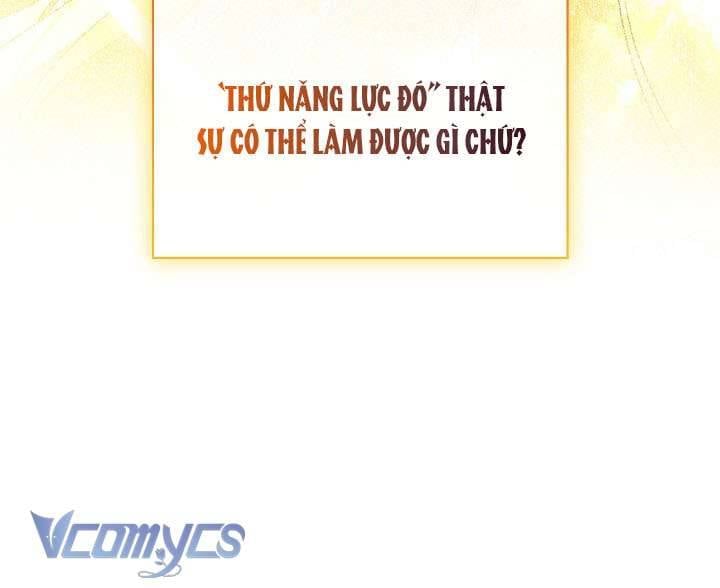 ‘THỨ NĂNG LỰC ĐÓ” THẬT
SỰ CÓ THỂ LÀM ĐƯỢC GÌ CHỨ?
VCOMYCS